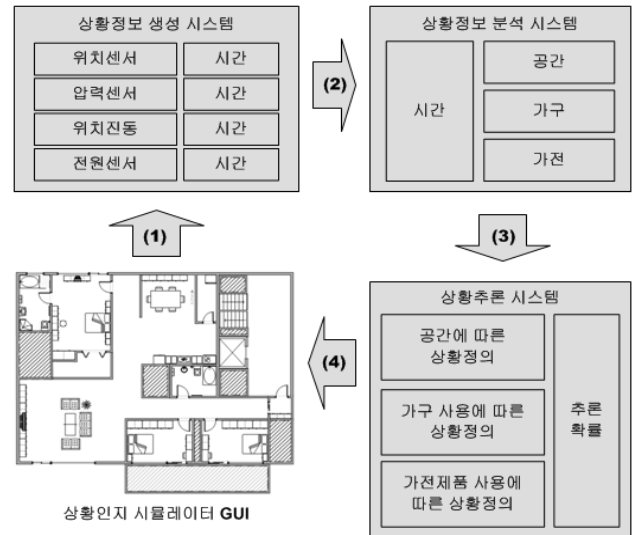 상황정보 생성 시스템
위치센서
시간
압력센서
시간
위치진동
시간
전원센서
시간
(2)
상황정보 분석 시스템
시간
공간
가구
가전
(1)
(3)
상황추론 시스템
공간에 따른
상황정의
가구 사용에 따른
상황정의
가전제품 사용에
따른 상황정의
추론
확률
(4)
상황인지 시뮬레이터 GUI